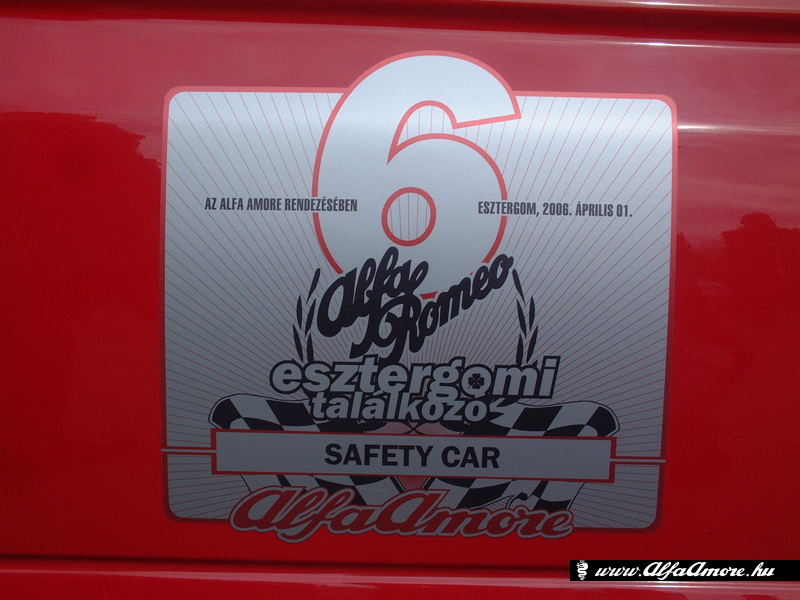 6
AZ ALFA AMORE RENDEZÉSÉBEN
ESZTERGOM, 2006. ÁPRILIS 01.
Alfa
Romeo
esztergomi
találkozó
SAFETY CAR
AlfaAmore
www.AlfaAmore.hu